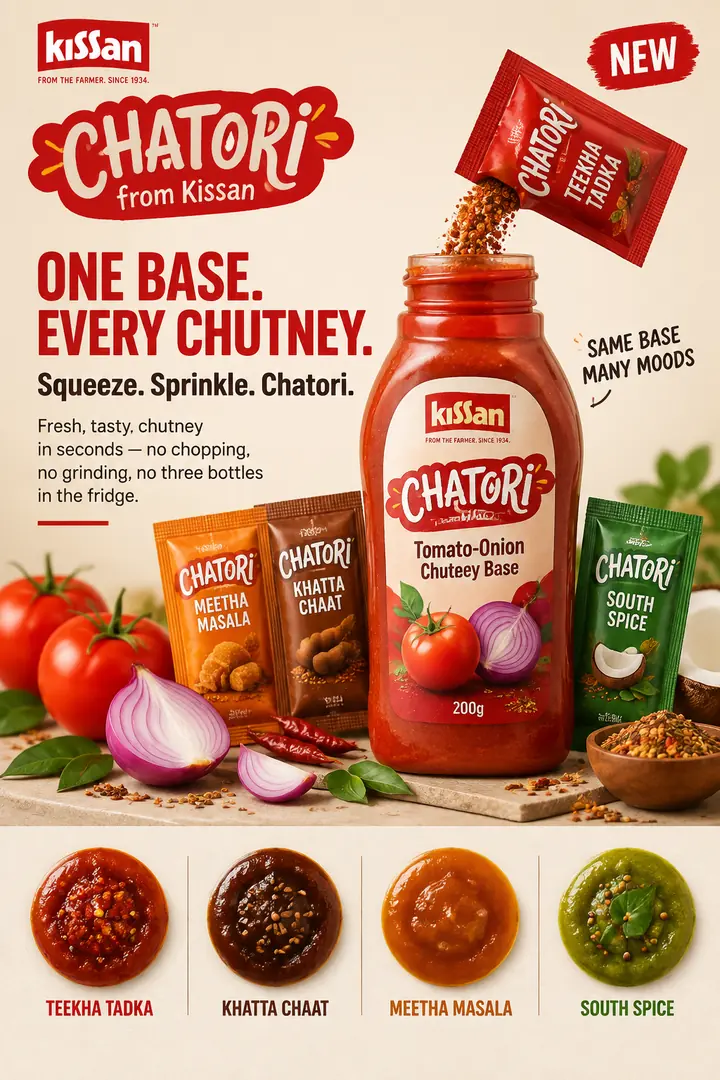 Kissan
™
FROM THE FARMER. SINCE 1934.
NEW
CHATORi
from Kissan
CHATORi
TEEKHA
TADKA
ONE BASE.
EVERY CHUTNEY.
Squeeze. Sprinkle. Chatori.
Fresh, tasty, chutney
in seconds — no chopping,
no grinding, no three bottles
in the fridge.
SAME BASE
MANY MOODS
Kissan
FROM THE FARMER. SINCE 1934.
CHATORi
Tomato-Onion
Chuteey Base
200g
CHATORi
MEETHA
MASALA
CHATORi
KHATTA
CHAAT
CHATORi
SOUTH
SPICE
TEEKHA TADKA
KHATTA CHAAT
MEETHA MASALA
SOUTH SPICE